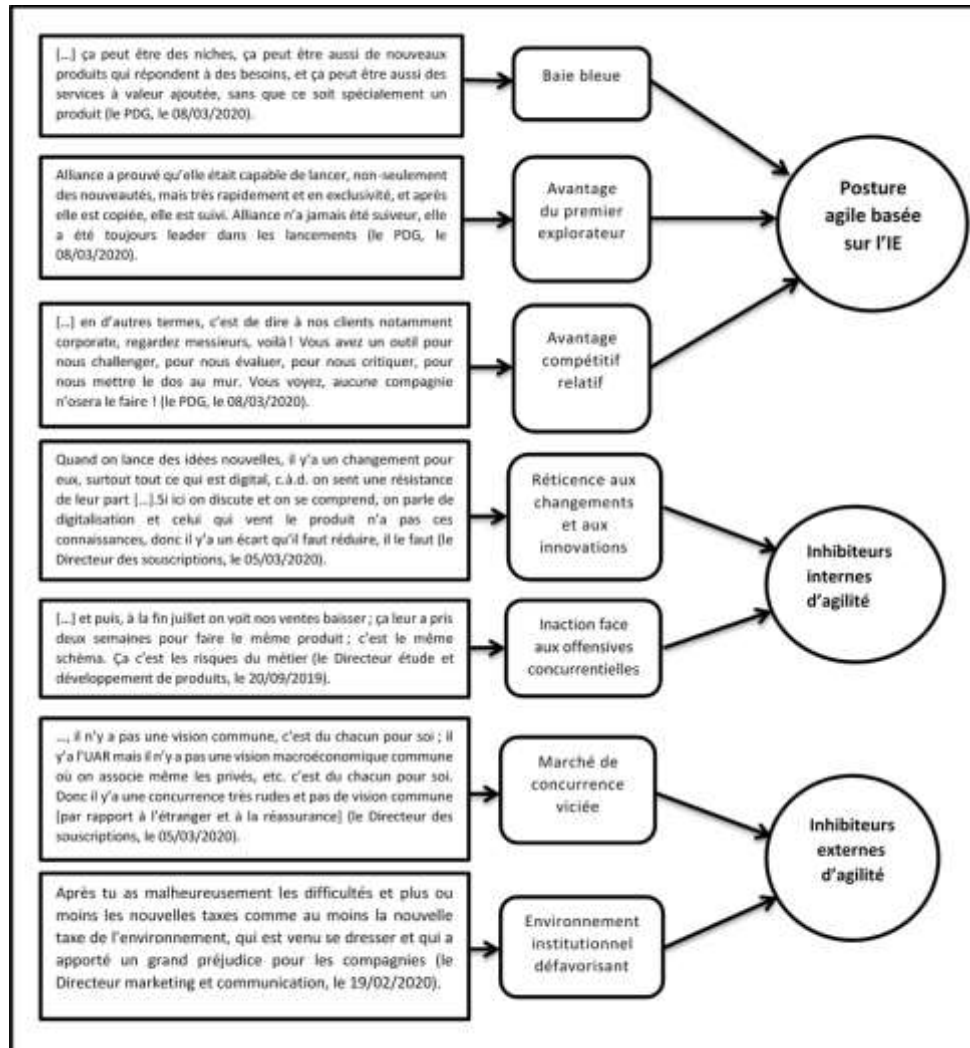 [...] ça peut être des niches, ça peut être aussi de nouveaux
produits qui répondent à des besoins, et ça peut être aussi des
services à valeur ajoutée, sans que ce soit spécialement un
produit (le PDG, le 08/03/2020).
Baie bleue
Alliance a prouvé qu'elle était capable de lancer, non-seulement
des nouveautés, mais très rapidement et en exclusivité, et après
elle est copiée, elle est suivi. Alliance n'a jamais été suiveur, elle
a été toujours leader dans les lancements (le PDG, le
08/03/2020).
Avantage
du premier
explorateur
Posture
agile basée
sur l'IE
[...] en d'autres termes, c'est de dire à nos clients notamment
corporate, regardez messieurs, voilà ! Vous avez un outil pour
nous challenger, pour nous évaluer, pour nous critiquer, pour
nous mettre le dos au mur. Vous voyez, aucune compagnie
n'osera le faire ! (le PDG, le 08/03/2020).
Avantage
compétitif
relatif
Quand on lance des idées nouvelles, il y'a un changement pour
eux, surtout tout ce qui est digital, c.à.d. on sent une résistance
de leur part [...].Si ici on discute et on se comprend, on parle de
digitalisation et celui qui vent le produit n'a pas ces
connaissances, donc il y'a un écart qu'il faut réduire, il le faut (le
Directeur des souscriptions, le 05/03/2020).
Réticence aux
changements
et aux
innovations
[...] et puis, à la fin juillet on voit nos ventes baisser ; ça leur a pris
deux semaines pour faire le même produit ; c'est le même
schéma. Ça c'est les risques du métier (le Directeur étude et
développement de produits, le 20/09/2019).
Inaction face
aux offensives
concurrentielles
Inhibiteurs
internes
d'agilité
..., il n'y a pas une vision commune, c'est du chacun pour soi ; il
y'a l'UAR mais il n'y a pas une vision macroéconomique commune
où on associe même les privés, etc. c'est du chacun pour soi.
Donc il y'a une concurrence très rudes et pas de vision commune
[par rapport à l'étranger et à la réassurance] (le Directeur des
souscriptions, le 05/03/2020).
Marché de
concurrence
viciée
Après tu as malheureusement les difficultés et plus ou
moins les nouvelles taxes comme au moins la nouvelle
taxe de l'environnement, qui est venu se dresser et qui a
apporté un grand préjudice pour les compagnies (le
Directeur marketing et communication, le 19/02/2020).
Environnement
institutionnel
défavorisant
Inhibiteurs
externes
d'agilité